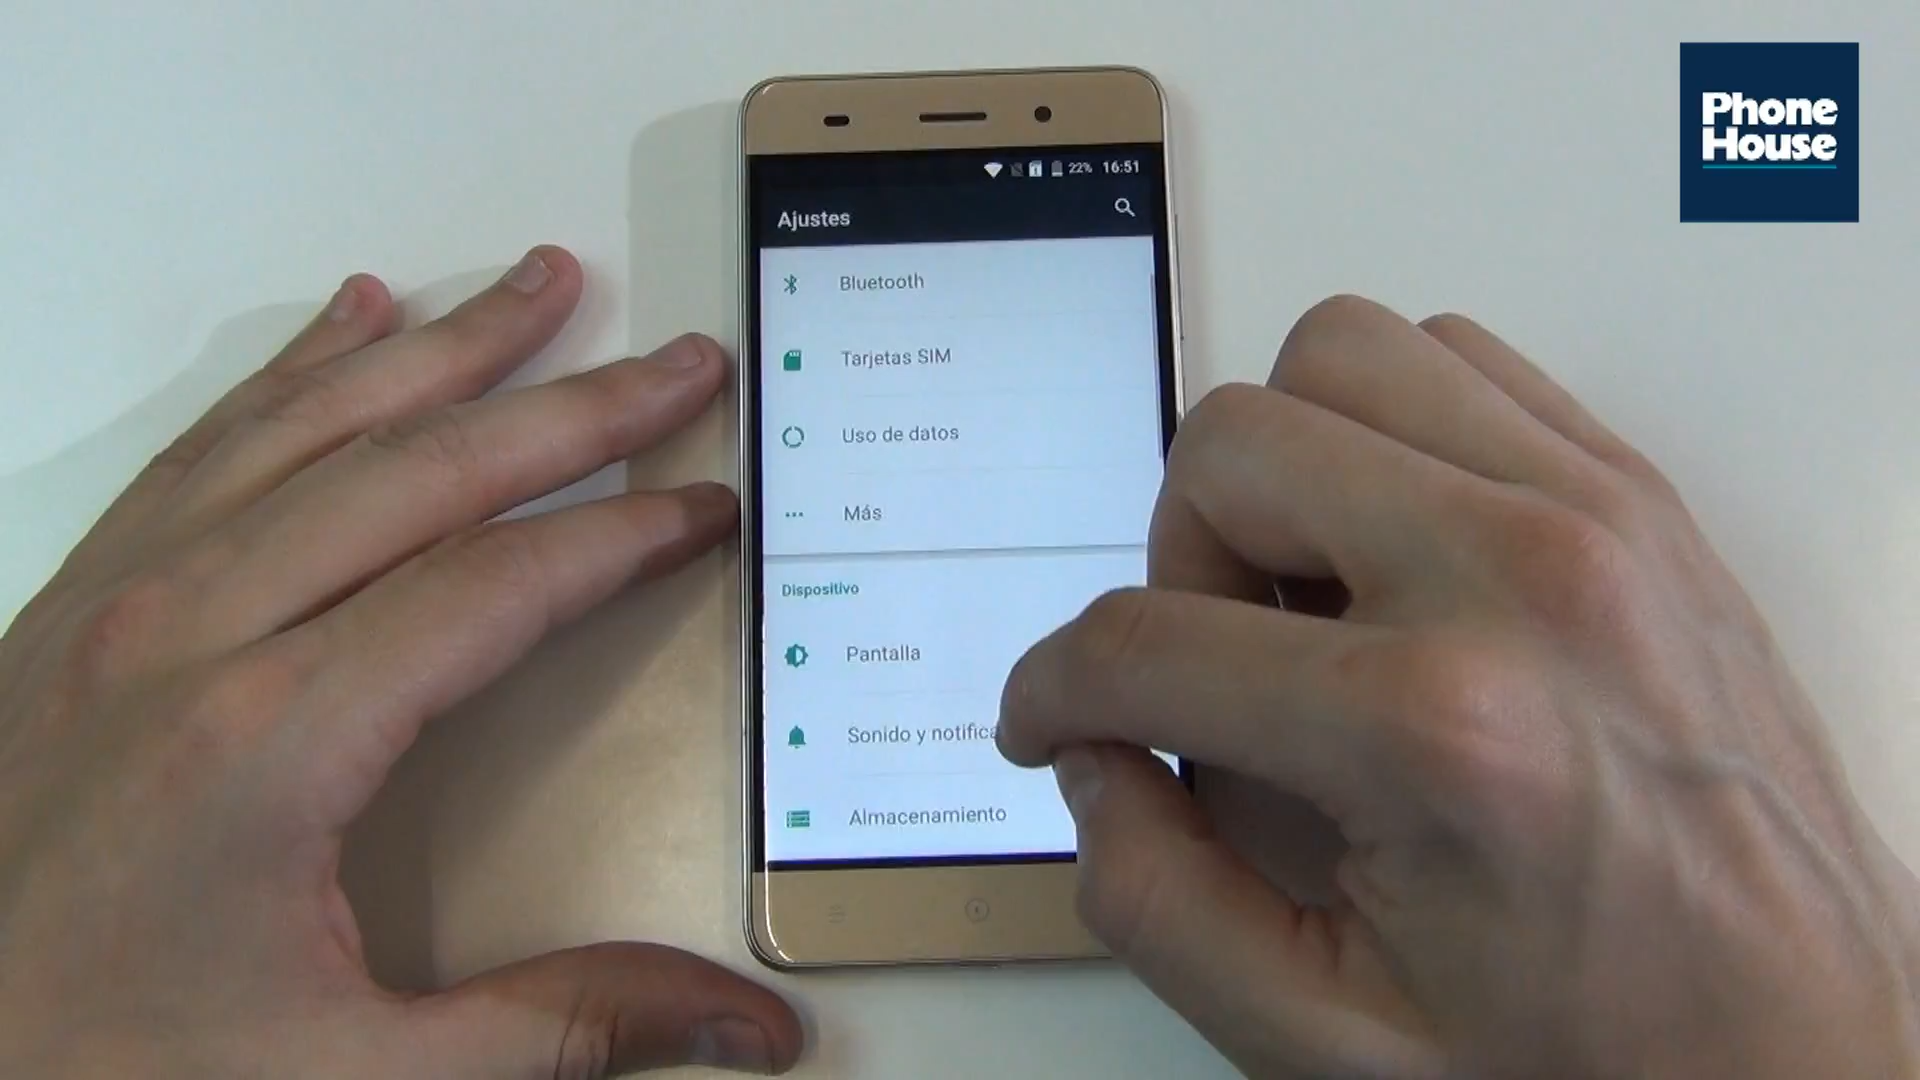 Phone
House
22% 16:51
Ajustes
Bluetooth
Tarjetas SIM
Uso de datos
Más
Dispositivo
Pantalla
Sonido y notifica
Almacenamiento